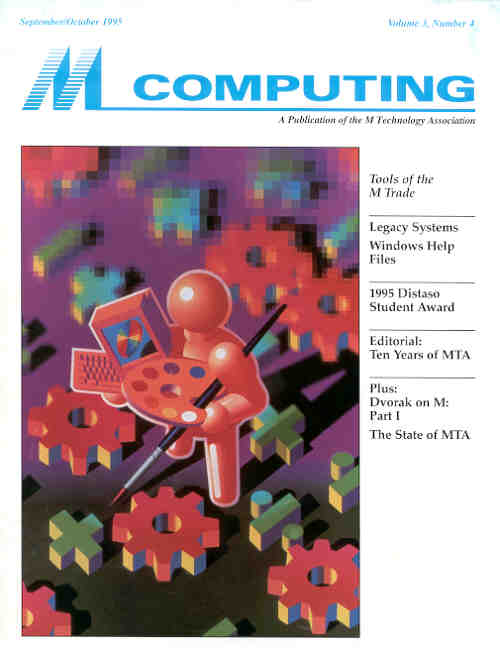 September/October 1995
Volume 3, Number 4
M COMPUTING
A Publication of the M Technology Association
Tools of the
M Trade
Legacy Systems
Windows Help
Files
1995 Distaso
Student Award
Editorial:
Ten Years of MTA
Plus:
Dvorak on M:
Part I
The State of MTA